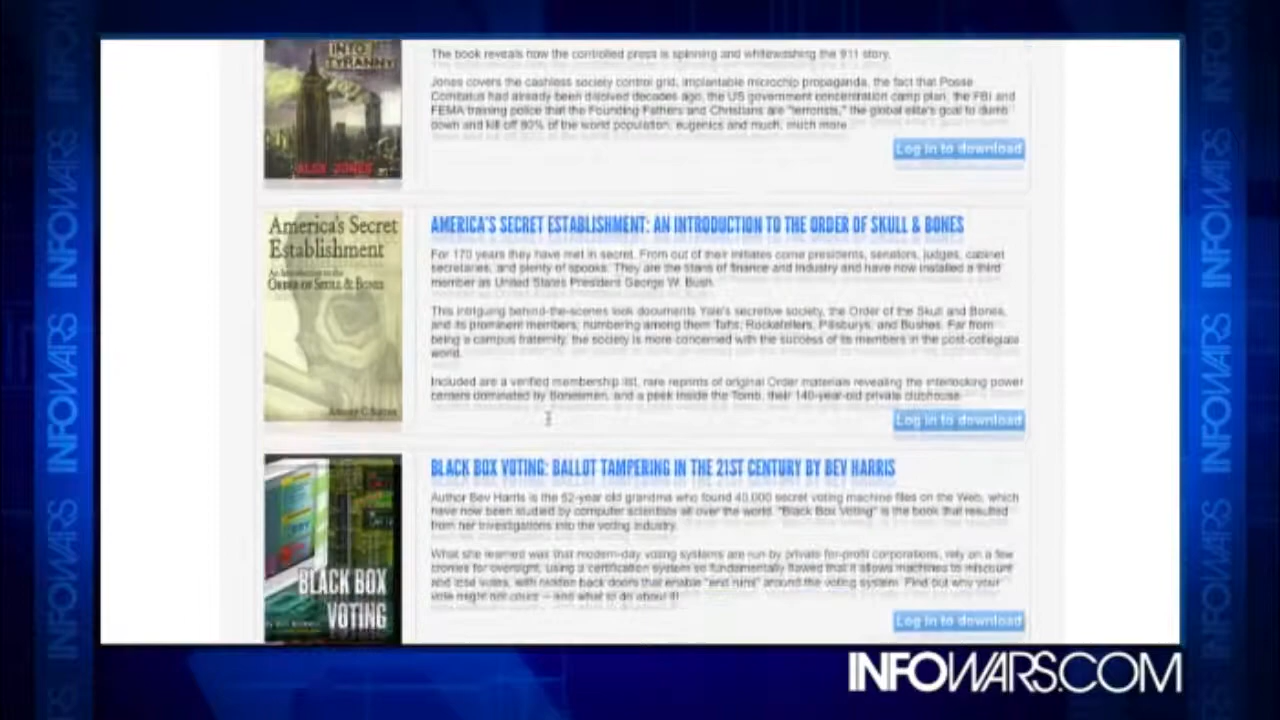 INTO
TYRANNY
ALEX JONES
The book reveals how the controlled press is spinning and whitewashing the 911 story.
Jones covers the cashless society control grid, implantable microchip propaganda, the fact that Posse
Comitatus had already been disolved decades ago, the US government concentration camp plan, the FBI and
FEMA training police that the Founding Fathers and Christians are "terrorists," the global elite's goal to dumb
down and kill off 80% of the world population, eugenics and much, much more
Log in to download
America's Secret
Establishment
An Introduction to the
ORDER OF SKULL & BONES
Antony C. Sutton
AMERICA'S SECRET ESTABLISHMENT: AN INTRODUCTION TO THE ORDER OF SKULL & BONES
For 170 years they have met in secret. From out of their initiates come presidents, senators, judges, cabinet
secretaries, and plenty of spooks. They are the titans of finance and industry and have now installed a third
member as United States President George W. Bush.
This intriguing behind-the-scenes look documents Yale's secretive society, the Order of the Skull and Bones,
and its prominent members, numbering among them Tafts, Rockefellers, Pillsburys, and Bushes. Far from
being a campus fraternity, the society is more concerned with the success of its members in the post-collegiate
world.
Included are a verified membership list, rare reprints of original Order materials revealing the interlocking power
centers dominated by Bonesmen, and a peek inside the Tomb, their 140-year-old private clubhouse.
Log in to download
BLACK BOX
VOTING
BLACK BOX VOTING: BALLOT TAMPERING IN THE 21ST CENTURY BY BEV HARRIS
Author Bev Harris is the 52-year old grandma who found 40,000 secret voting machine files on the Web, which
have now been studied by computer scientists all over the world. "Black Box Voting" is the book that resulted
from her investigations into the voting industry.
What she learned was that modern-day voting systems are run by private for-profit corporations, rely on a few
cronies for oversight, using a certification system so fundamentally flawed that it allows machines to miscount
and lose votes, with hidden back doors that enable "end runs" around the voting system. Find out why your
vote might not count -- and what to do about it!
Log in to download
INFOWARS.COM
INFOWARS
INFOWARS
INFOWARS
INFOWARS
INFOWARS
INFOWARS